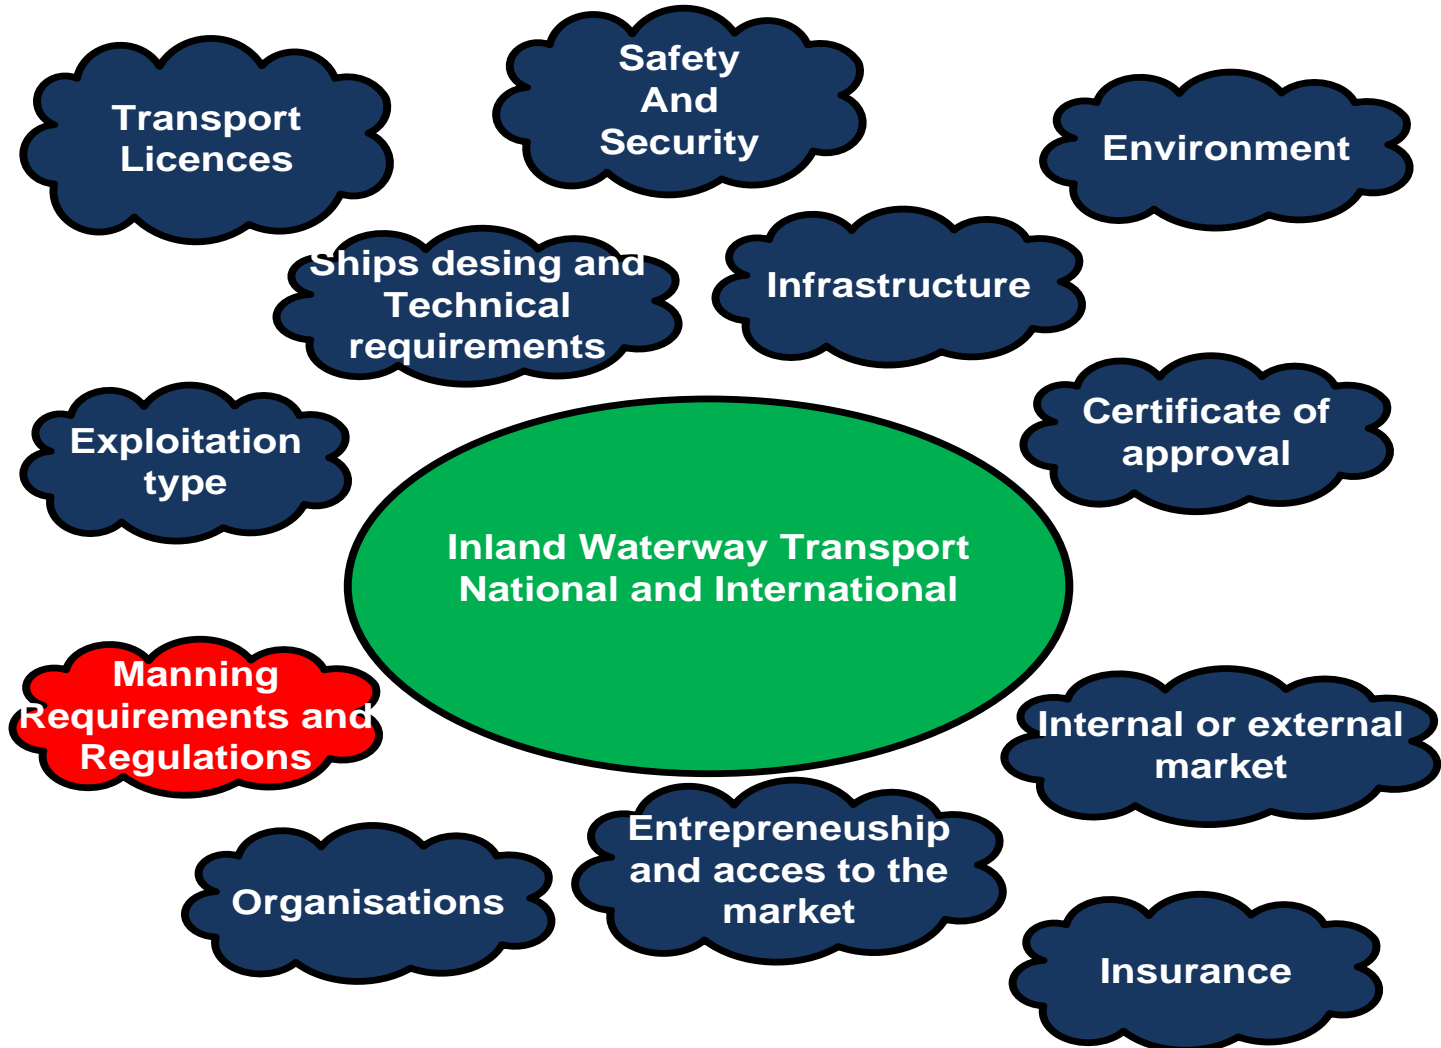 Transport
Licences
Safety
And
Security
Environment
Ships desing and
Technical
requirements
Infrastructure
Exploitation
type
Certificate of
approval
Inland Waterway Transport
National and International
Manning
Requirements and
Regulations
Internal or external
market
Organisations
Entrepreneuship
and acces to the
market
Insurance